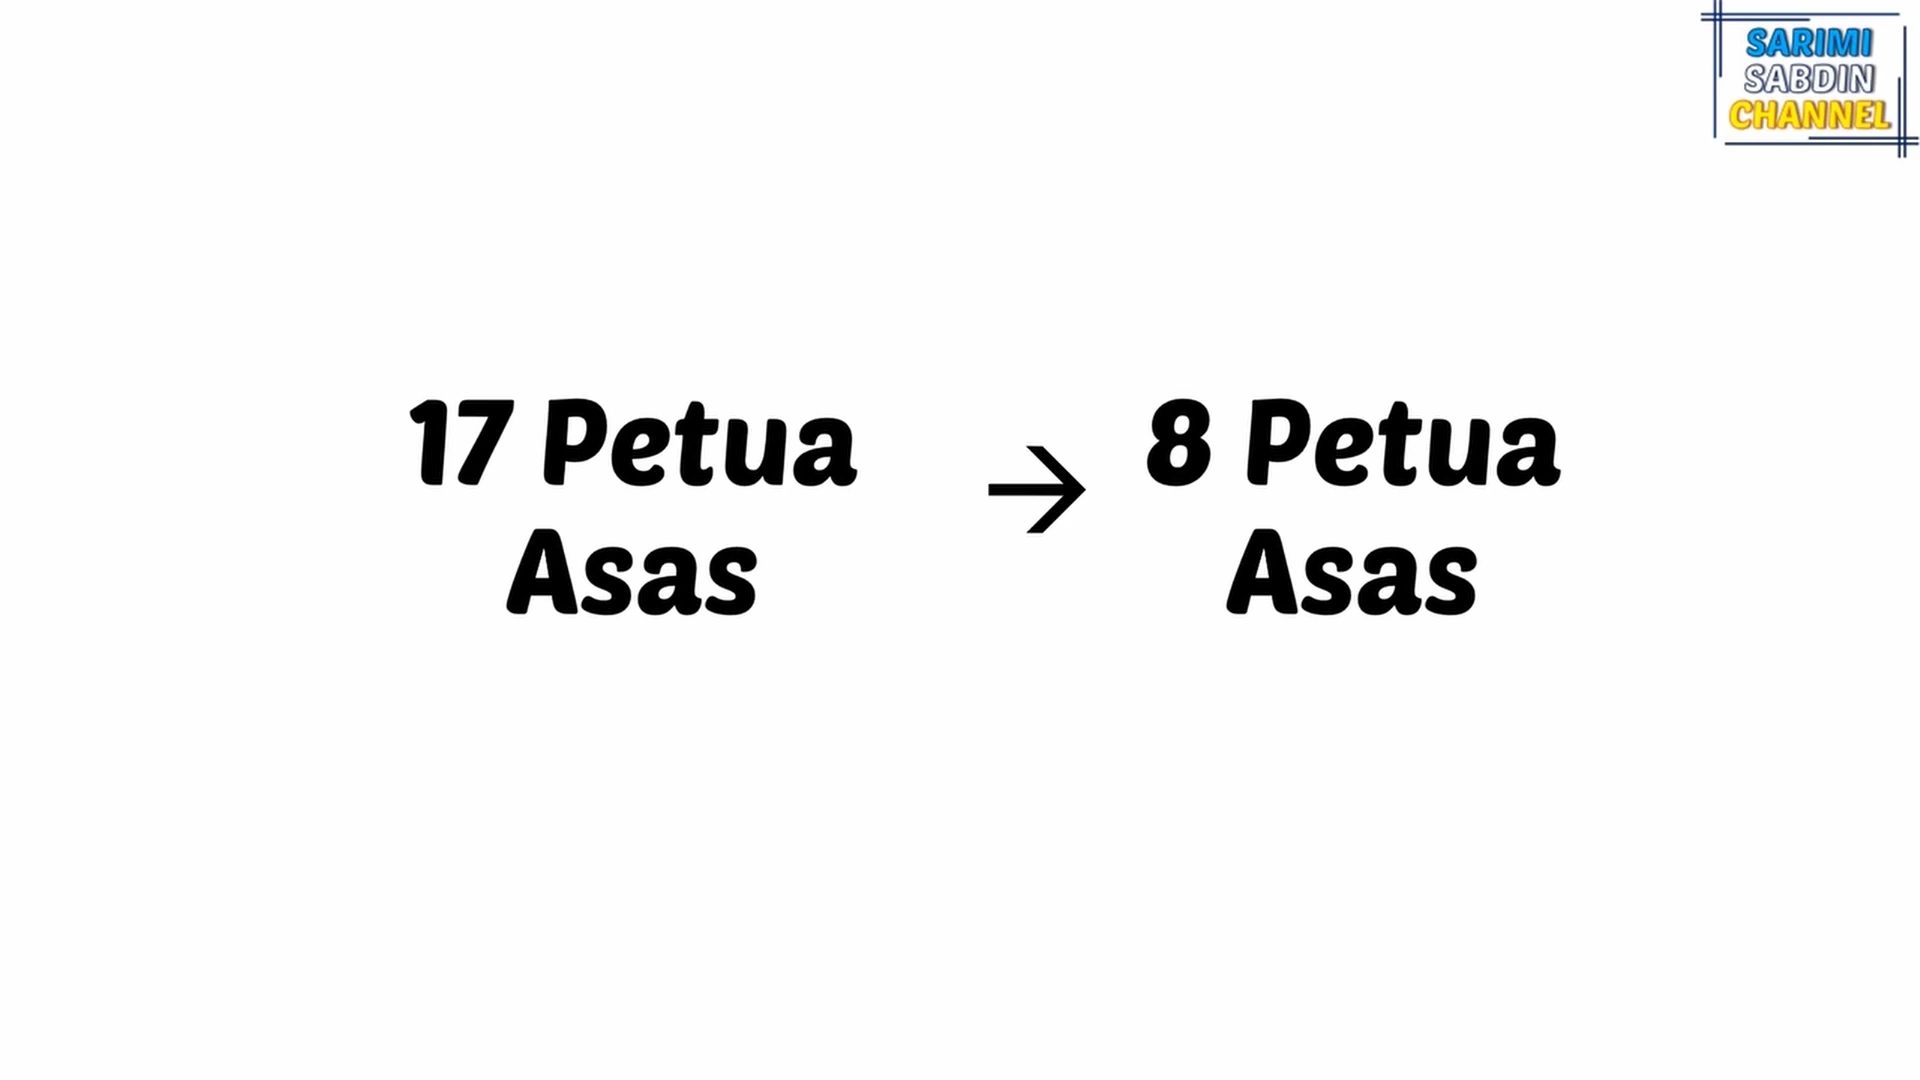 SARIMI
SABDIN
CHANNEL
17 Petua
Asas
→
8 Petua
Asas